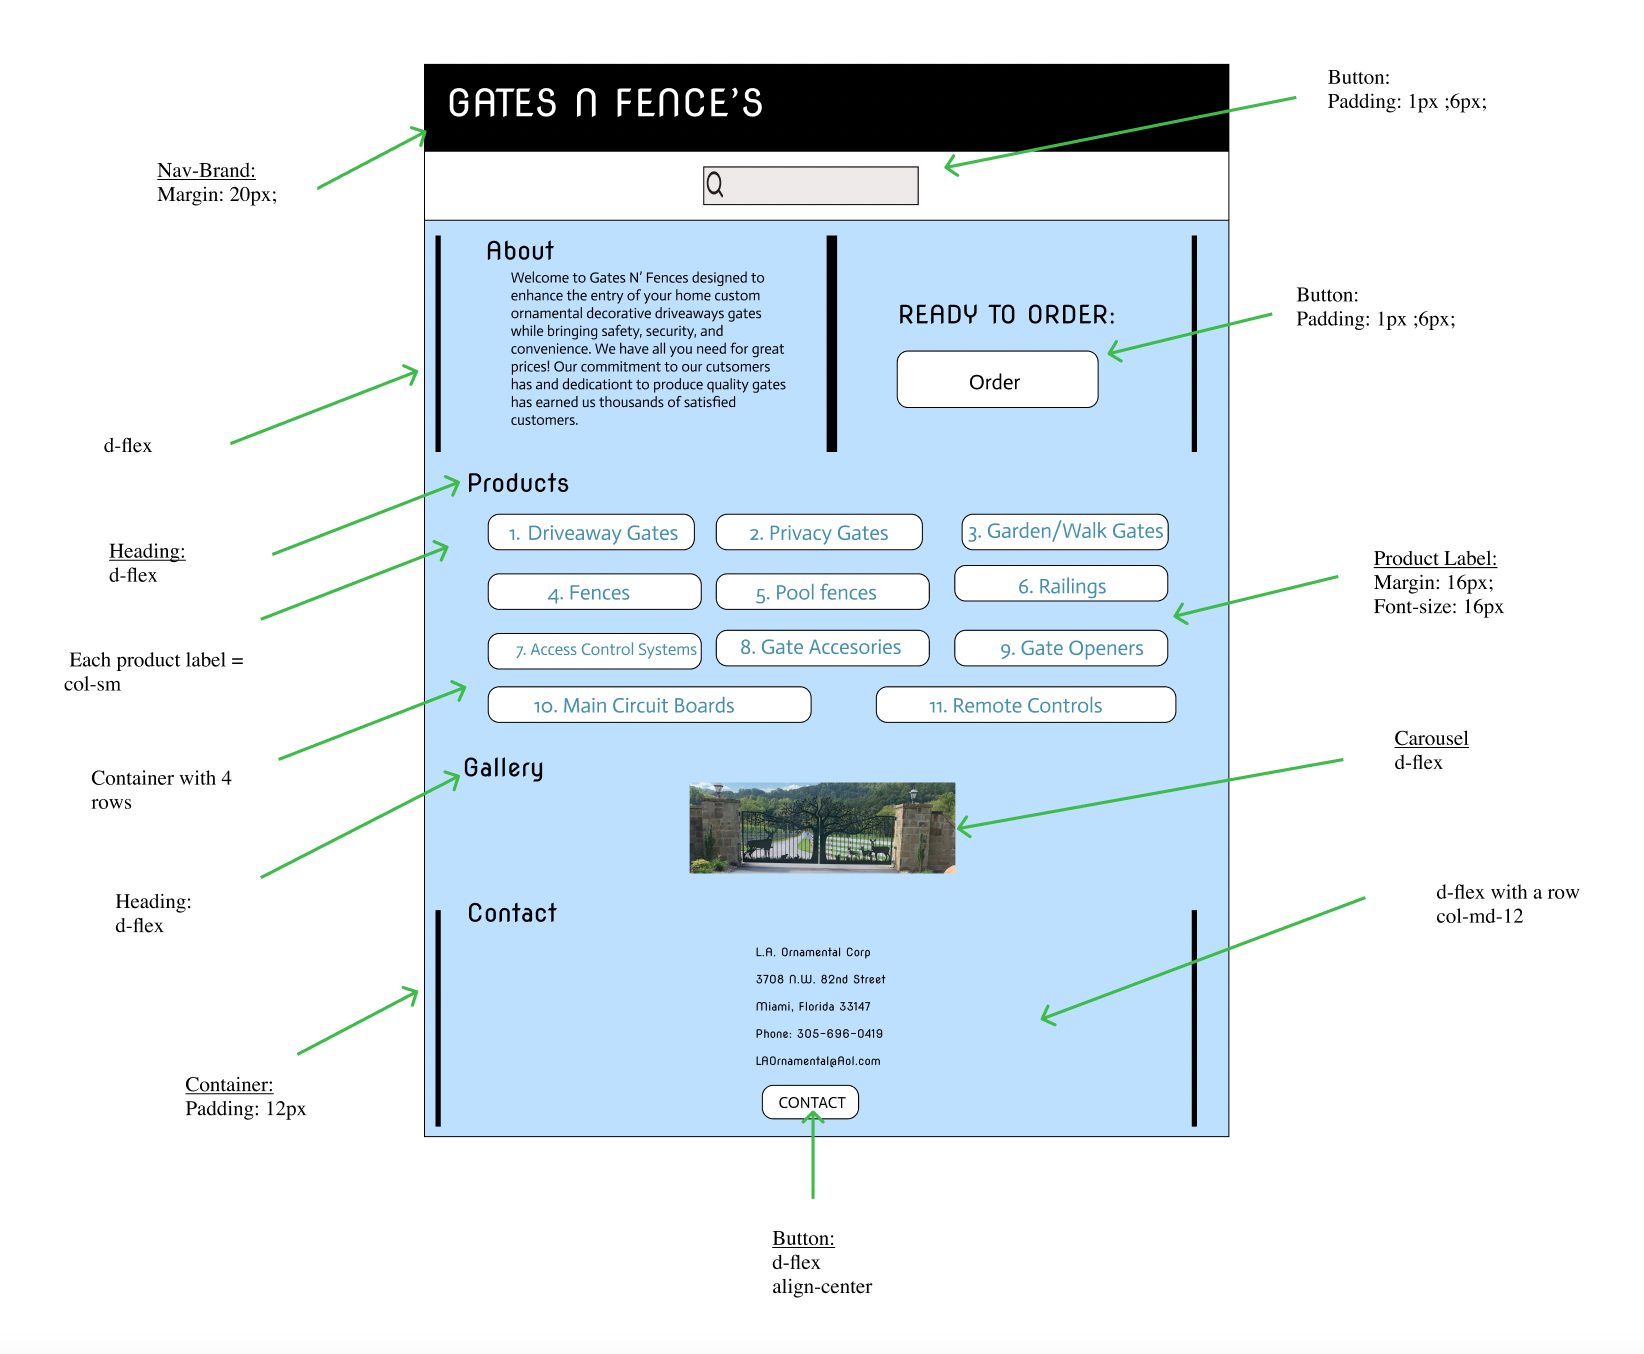 GATES N FENCE'S
Button:
Padding: 1px ;6px;
Nav-Brand:
Margin: 20px;
About
Welcome to Gates N' Fences designed to
enhance the entry of your home custom
ornamental decorative driveaways gates
while bringing safety, security, and
convenience. We have all you need for great
prices! Our commitment to our cutsomers
has and dedicationt to produce quality gates
has earned us thousands of satisfied
customers.
READY TO ORDER:
Order
Button:
Padding: 1px ;6px;
d-flex
Products
Heading:
d-flex
1. Driveaway Gates
2. Privacy Gates
3. Garden/Walk Gates
4. Fences
5. Pool fences
6. Railings
7. Access Control Systems
8. Gate Accesories
9. Gate Openers
10. Main Circuit Boards
11. Remote Controls
Product Label:
Margin: 16px;
Font-size: 16px
Each product label =
col-sm
Container with 4
rows
Gallery
Carousel
d-flex
Heading:
d-flex
Contact
d-flex with a row
col-md-12
L.A. Ornamental Corp
3708 N.W. 82nd Street
Miami, Florida 33147
Phone: 305-696-0419
LAOrnamental@Aol.com
CONTACT
Container:
Padding: 12px
Button:
d-flex
align-center